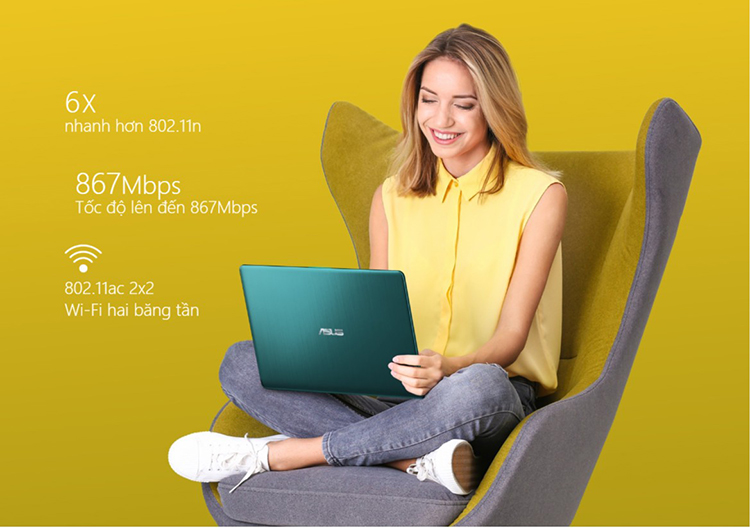 6X
nhanh hơn 802.11n
867Mbps
Tốc độ lên đến 867Mbps
802.11ac 2x2
Wi-Fi hai băng tần
ASUS